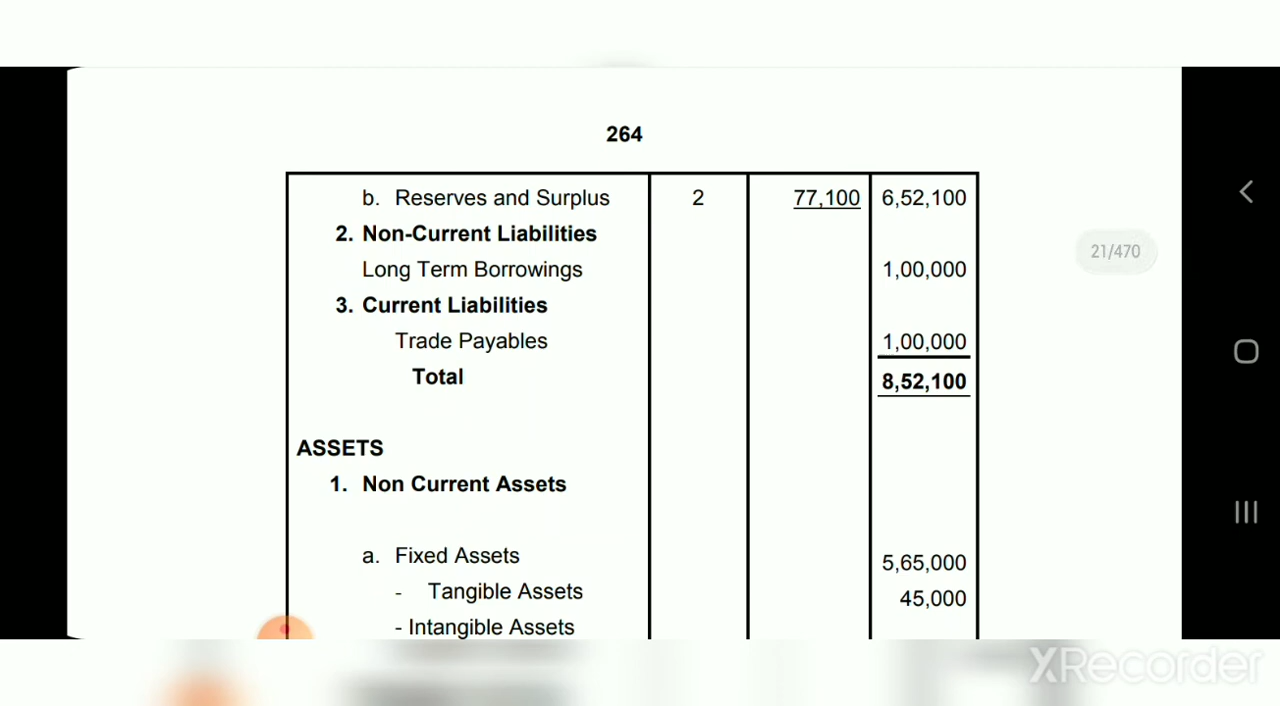 264
b. Reserves and Surplus 2 77,100 6,52,100
2. Non-Current Liabilities
Long Term Borrowings 1,00,000
21/470
3. Current Liabilities
Trade Payables 1,00,000
Total 8,52,100
ASSETS
1. Non Current Assets
a. Fixed Assets 5,65,000
- Tangible Assets 45,000
- Intangible Assets
XRecorder